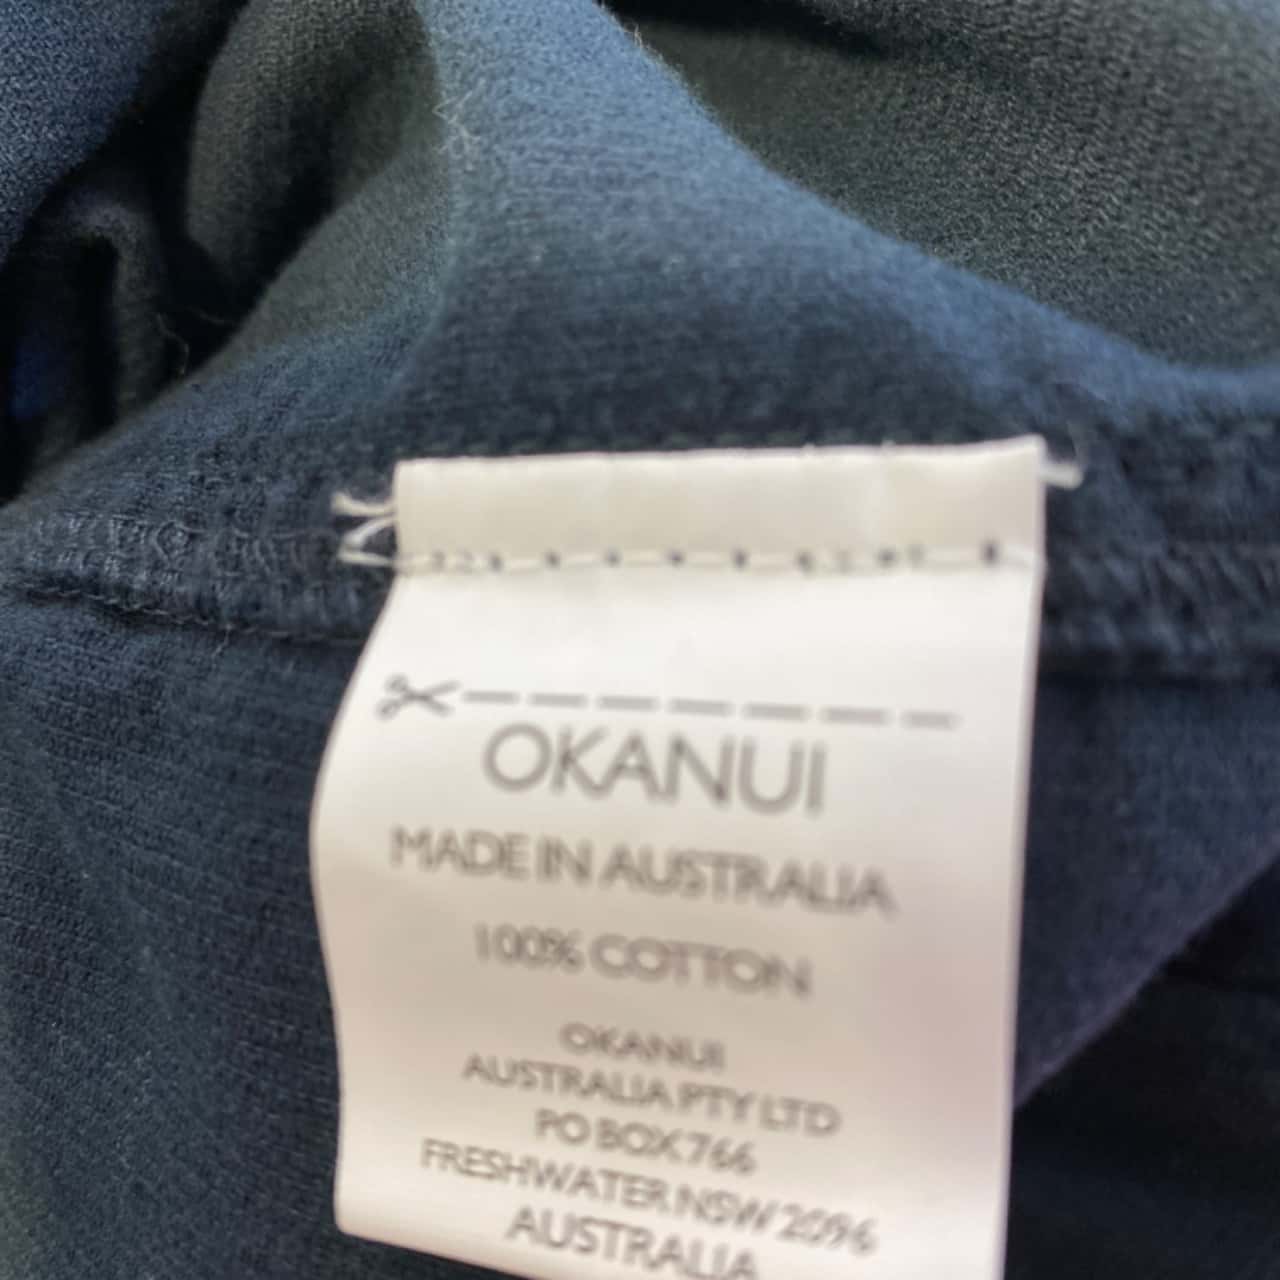 OKANUI
MADE IN AUSTRALIA
100% COTTON
OKANUI
AUSTRALIA PTY LTD
PO BOX 766
FRESHWATER NSW 2096
AUSTRALIA